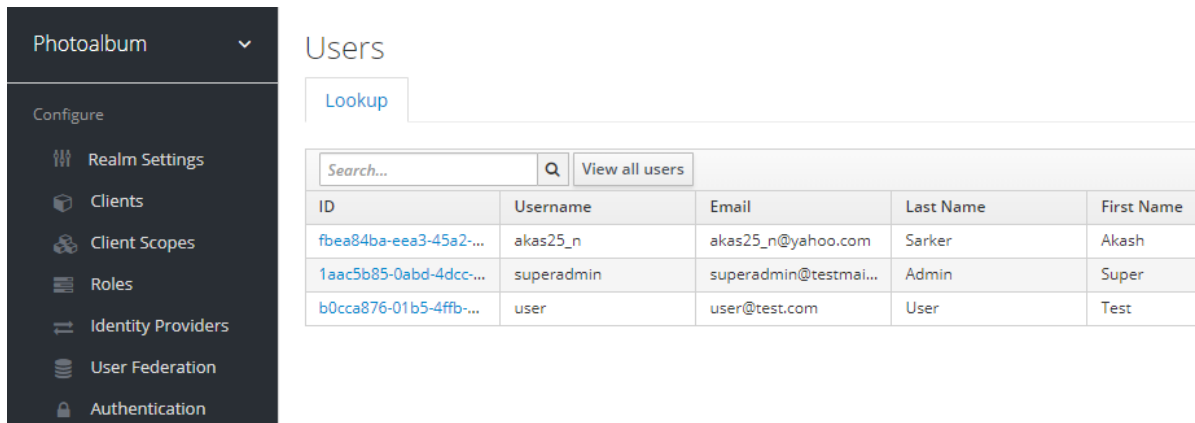 Photoalbum
Configure
Realm Settings
Clients
Client Scopes
Roles
Identity Providers
User Federation
Authentication
Users
Lookup
Search... View all users
ID Username Email Last Name First Name
fbea84ba-eea3-45a2-... akas25_n akas25_n@yahoo.com Sarker Akash
1aac5b85-0abd-4dcc-... superadmin superadmin@testmai... Admin Super
b0cca876-01b5-4ffb-... user user@test.com User Test